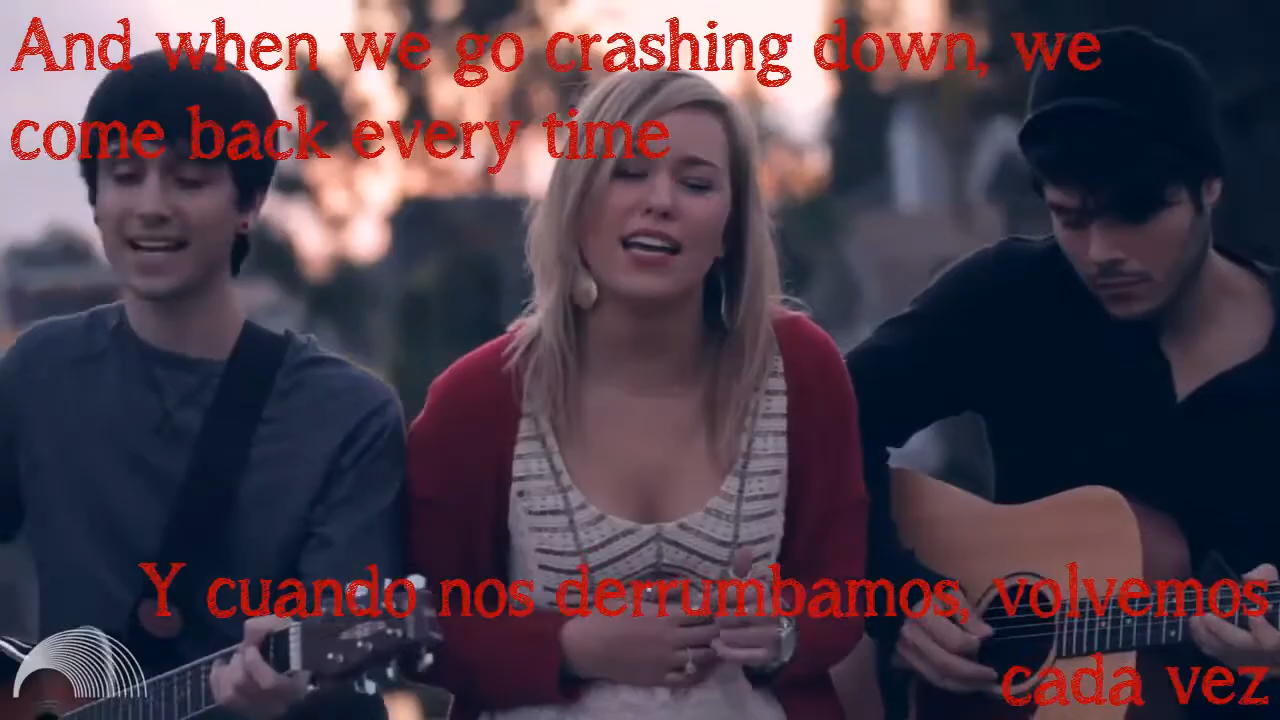 And when we go crashing down, we
come back every time
Y cuando nos derrumbamos, volvemos
cada vez